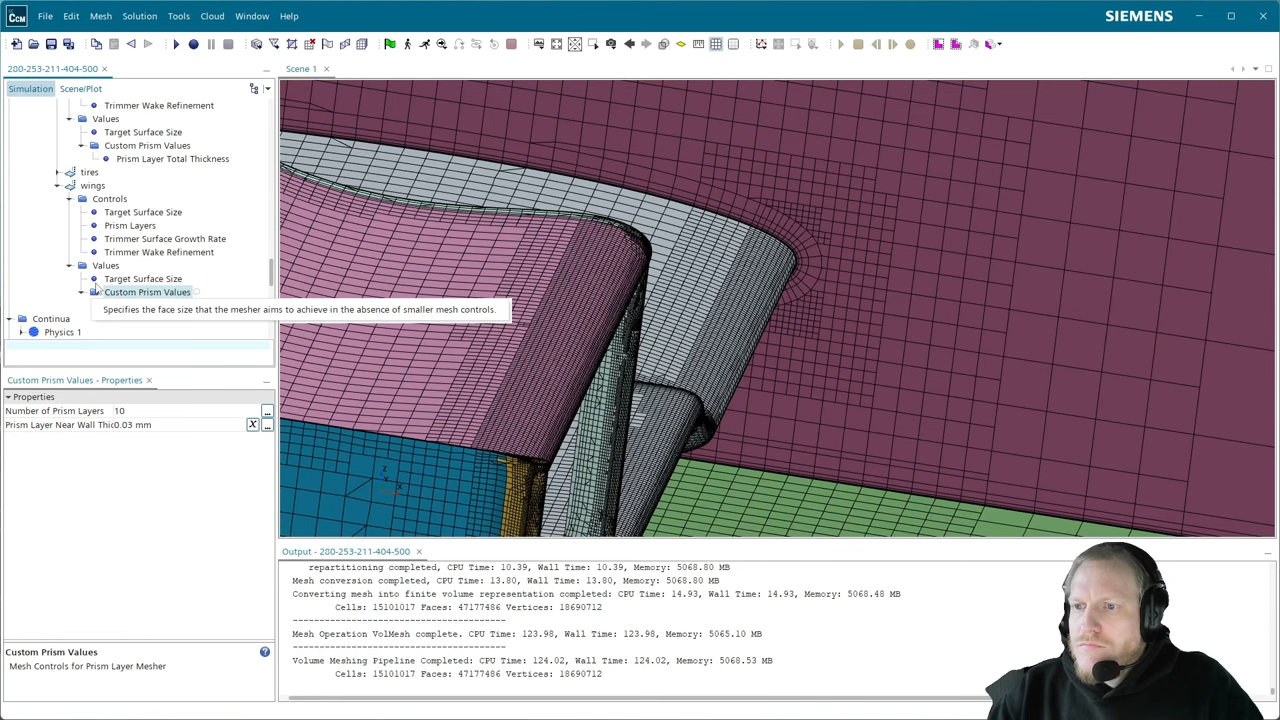 CCM
File Edit Mesh Solution Tools Cloud Window Help
SIEMENS
280-253-211-404-500
Scene 1
Simulation Scene/Plot
Trimmer Wake Refinement
Values
Target Surface Size
Custom Prism Values
Prism Layer Total Thickness
tires
wings
Controls
Target Surface Size
Prism Layers
Trimmer Surface Growth Rate
Trimmer Wake Refinement
Values
Target Surface Size
Custom Prism Values
Specifies the face size that the mesher aims to achieve in the absence of smaller mesh controls.
Continua
Physics 1
Custom Prism Values - Properties
Properties
Number of Prism Layers 10
Prism Layer Near Wall Thic 0.03 mm
Custom Prism Values
Mesh Controls for Prism Layer Mesher
Z
X
Output - 280-253-211-404-500
repartitioning completed, CPU Time: 10.39, Wall Time: 10.39, Memory: 5068.80 MB
Mesh conversion completed, CPU Time: 13.80, Wall Time: 13.80, Memory: 5068.80 MB
Converting mesh into finite volume representation completed: CPU Time: 14.93, Wall Time: 14.93, Memory: 5068.48 MB
Cells: 15101017 Faces: 47177486 Vertices: 18690712
----------------------------------------
Mesh Operation VolMesh complete. CPU Time: 123.98, Wall Time: 123.98, Memory: 5065.10 MB
----------------------------------------
Volume Meshing Pipeline Completed: CPU Time: 124.02, Wall Time: 124.02, Memory: 5068.53 MB
Cells: 15101017 Faces: 47177486 Vertices: 18690712